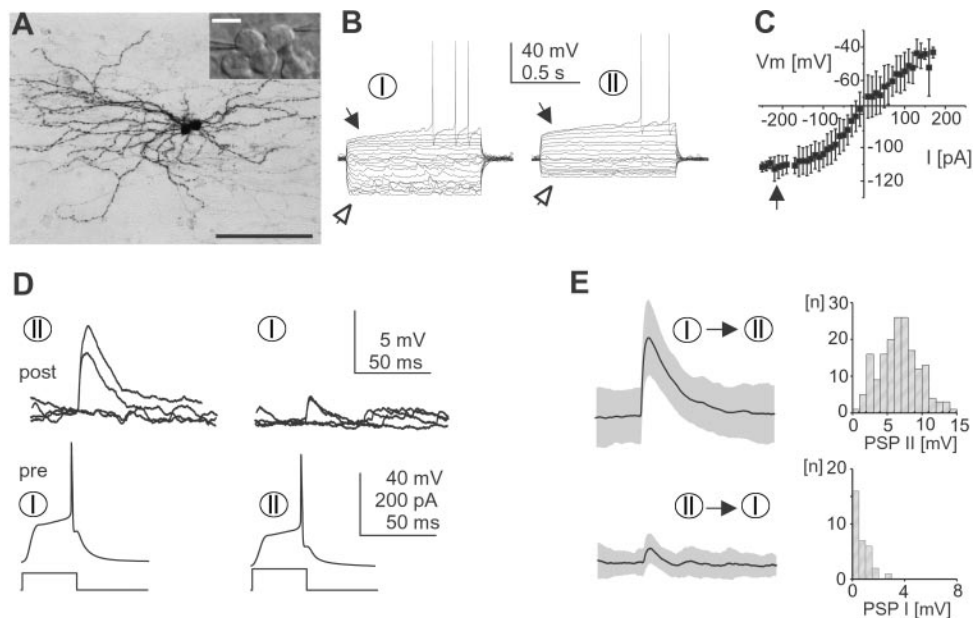 A
B
I
40 mV
0.5 s
II
C
Vm [mV]
-40
-60
-200
-100
100
200
-100
I [pA]
-120
D
II
post
I
5 mV
50 ms
pre
I
II
40 mV
200 pA
50 ms
E
I → II
[n]
30
20
10
0
0
5
10
15
PSP II [mV]
II → I
[n]
20
10
0
0
4
8
PSP I [mV]